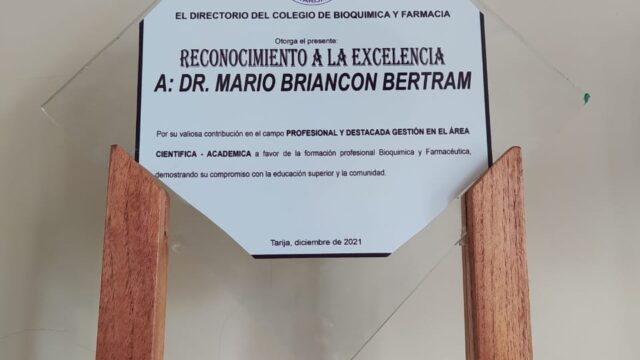 TARIJA
EL DIRECTORIO DEL COLEGIO DE BIOQUIMICA Y FARMACIA
Otorga el presente:
RECONOCIMIENTO A LA EXCELENCIA
A: DR. MARIO BRIANCON BERTRAM
Por su valiosa contribución en el campo PROFESIONAL Y DESTACADA GESTIÓN EN EL ÁREA
CIENTIFICA - ACADEMICA a favor de la formación profesional Bioquimica y Farmacéutica,
demostrando su compromiso con la educación superior y la comunidad.
Tarija, diciembre de 2021